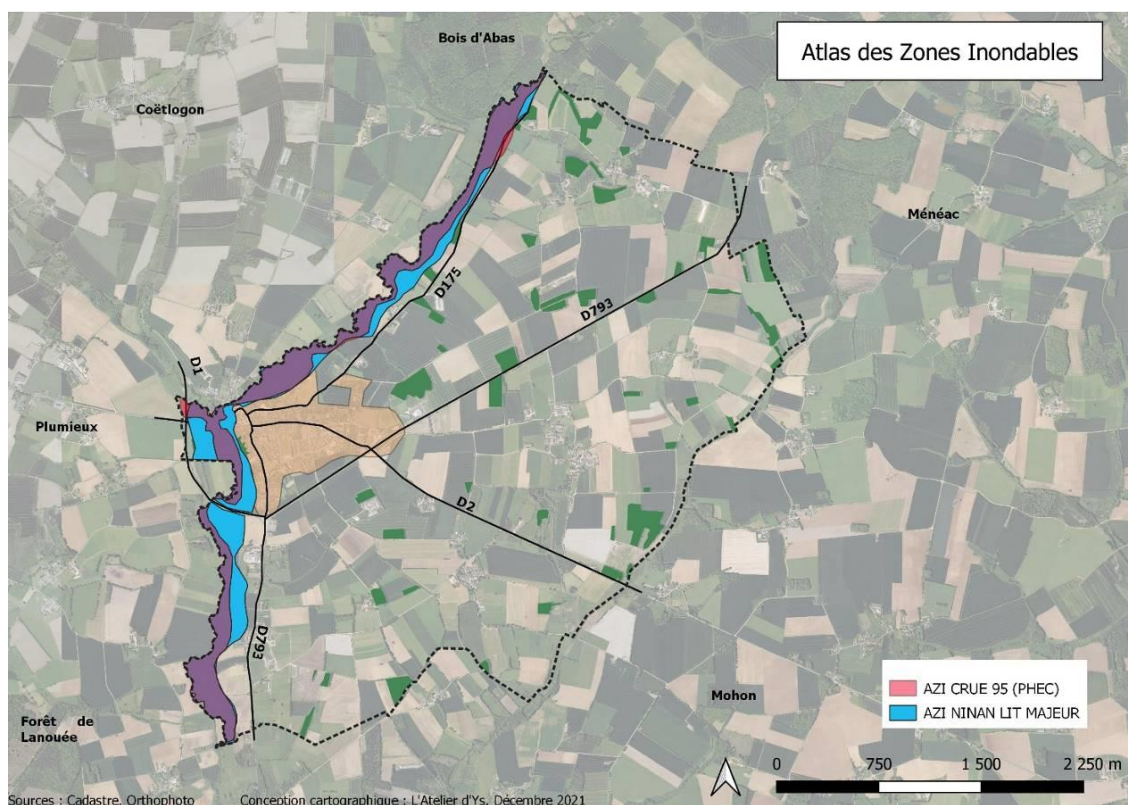 Atlas des Zones Inondables
Bois d'Abas
Coëtlogon
Ménéac
D175
D793
D1
Plumieux
D2
D793
Mohon
Forêt de
Lanouée
AZI CRUE 95 (PHEC)
AZI NINAN LIT MAJEUR
0 750 1 500 2 250 m
Sources : Cadastre, Orthophoto Conception cartographique : L'Atelier d'Ys, Décembre 2021